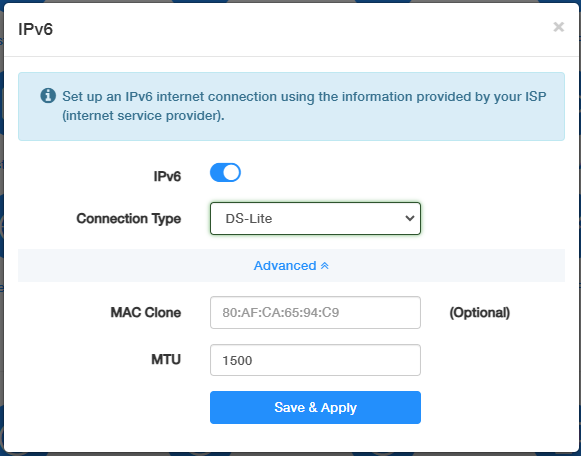 IPv6
×
Set up an IPv6 internet connection using the information provided by your ISP
(internet service provider).
IPv6
Connection Type DS-Lite
Advanced
MAC Clone 80:AF:CA:65:94:C9 (Optional)
MTU 1500
Save & Apply